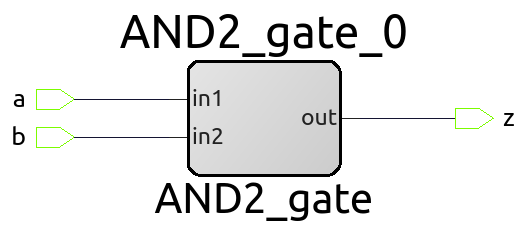 AND2_gate_0
a
in1
b
in2
out
z
AND2_gate